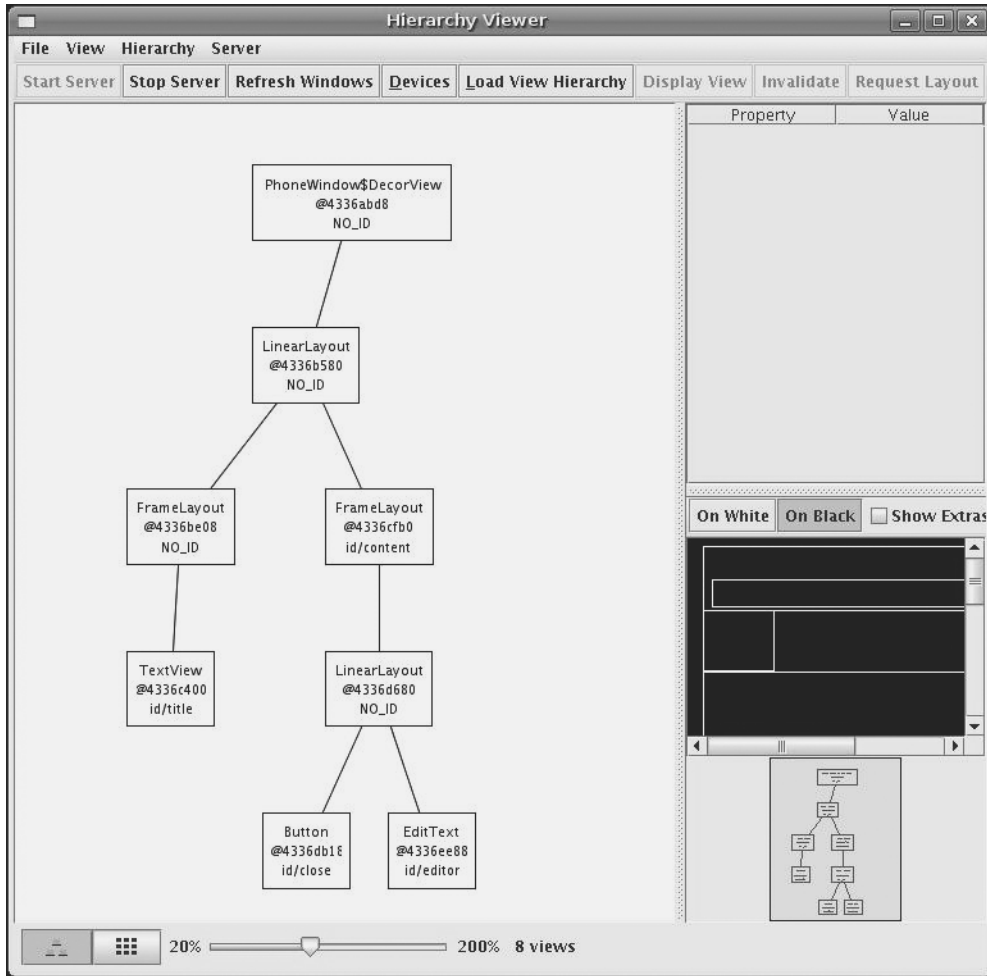 Hierarchy Viewer
File View Hierarchy Server
Start Server Stop Server Refresh Windows Devices Load View Hierarchy Display View Invalidate Request Layout
Property Value
PhoneWindow$DecorView
@4336abd8
NO_ID
LinearLayout
@4336b580
NO_ID
FrameLayout
@4336be08
NO_ID
FrameLayout
@4336cfb0
id/content
TextView
@4336c400
id/title
LinearLayout
@4336d680
NO_ID
Button
@4336db18
id/close
EditText
@4336ee88
id/editor
On White On Black Show Extras
20% 200% 8 views